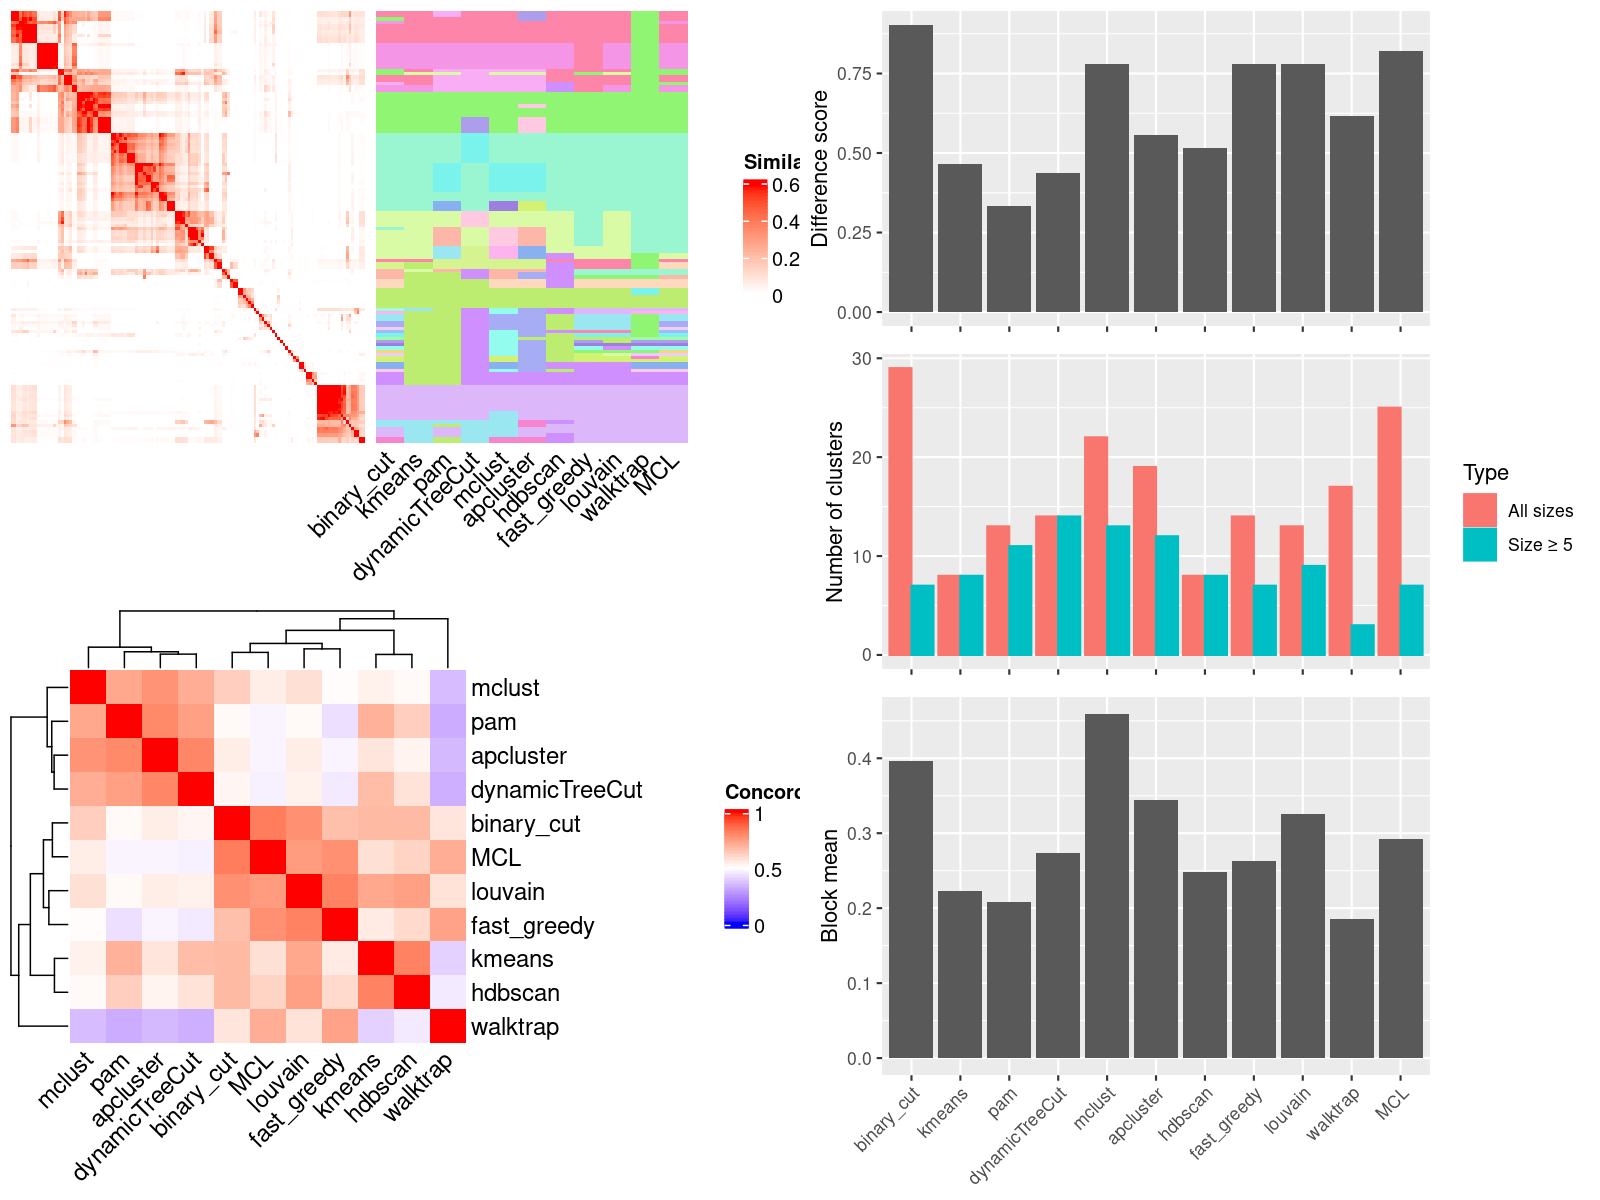 Simila
0.6
0.4
0.2
0
binary_cut
kmeans
pam
dynamicTreeCut
mclust
apcluster
hdbscan
fast_greedy
louvain
walktrap
MCL
mclust
pam
apcluster
dynamicTreeCut
binary_cut
MCL
louvain
fast_greedy
kmeans
hdbscan
walktrap
mclust
pam
apcluster
dynamicTreeCut
binary_cut
MCL
louvain
fast_greedy
kmeans
hdbscan
walktrap
Concord
1
0.5
0
Difference score
0.75
0.50
0.25
0.00
Number of clusters
30
20
10
0
Type
All sizes
Size ≥ 5
Block mean
0.4
0.3
0.2
0.1
0.0
binary_cut
kmeans
pam
dynamicTreeCut
mclust
apcluster
hdbscan
fast_greedy
louvain
walktrap
MCL